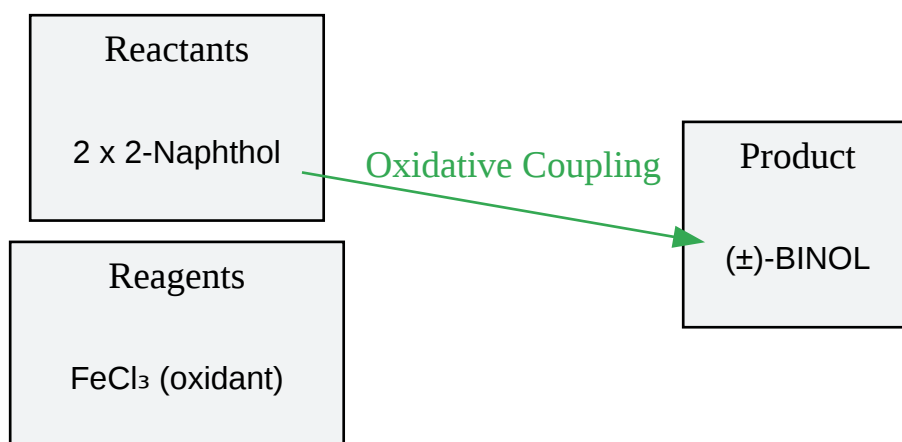 Reactants
2 x 2-Naphthol
Oxidative Coupling
Product
(±)-BINOL
Reagents
FeCl₃ (oxidant)